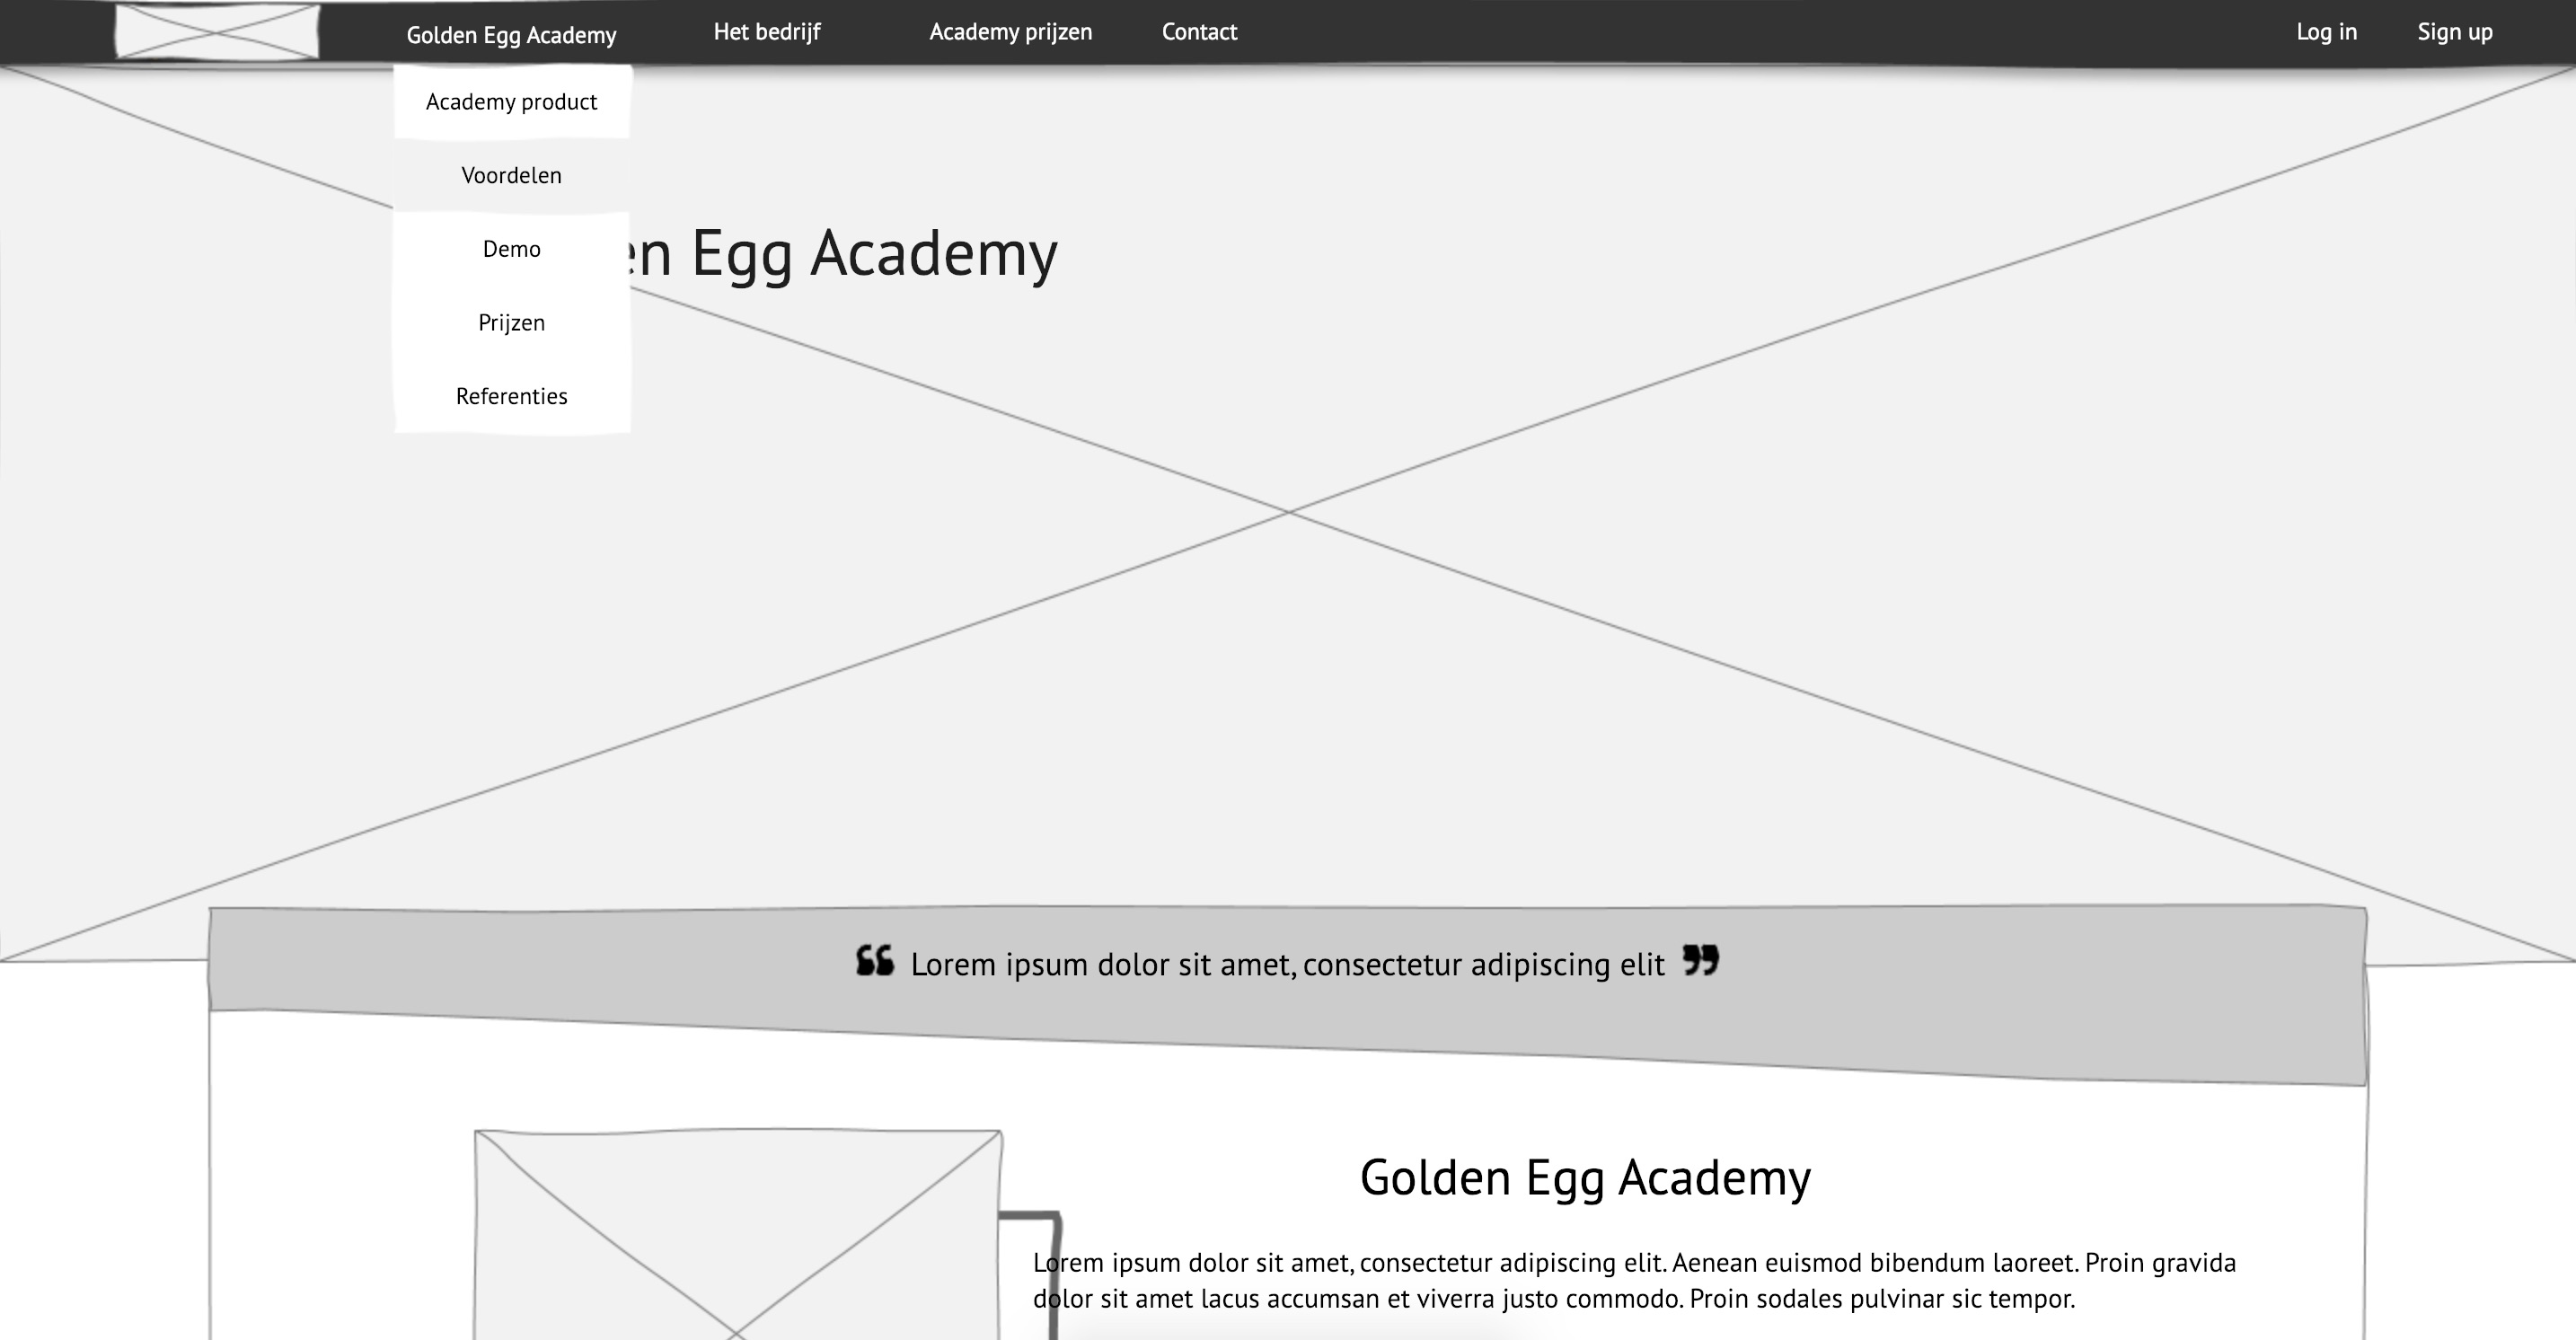 Golden Egg Academy
Het bedrijf
Academy prijzen
Contact
Log in
Sign up
Academy product
Voordelen
Demo
Prijzen
Referenties
en Egg Academy
❝ Lorem ipsum dolor sit amet, consectetur adipiscing elit ❞
Golden Egg Academy
Lorem ipsum dolor sit amet, consectetur adipiscing elit. Aenean euismod bibendum laoreet. Proin gravida
dolor sit amet lacus accumsan et viverra justo commodo. Proin sodales pulvinar sic tempor.